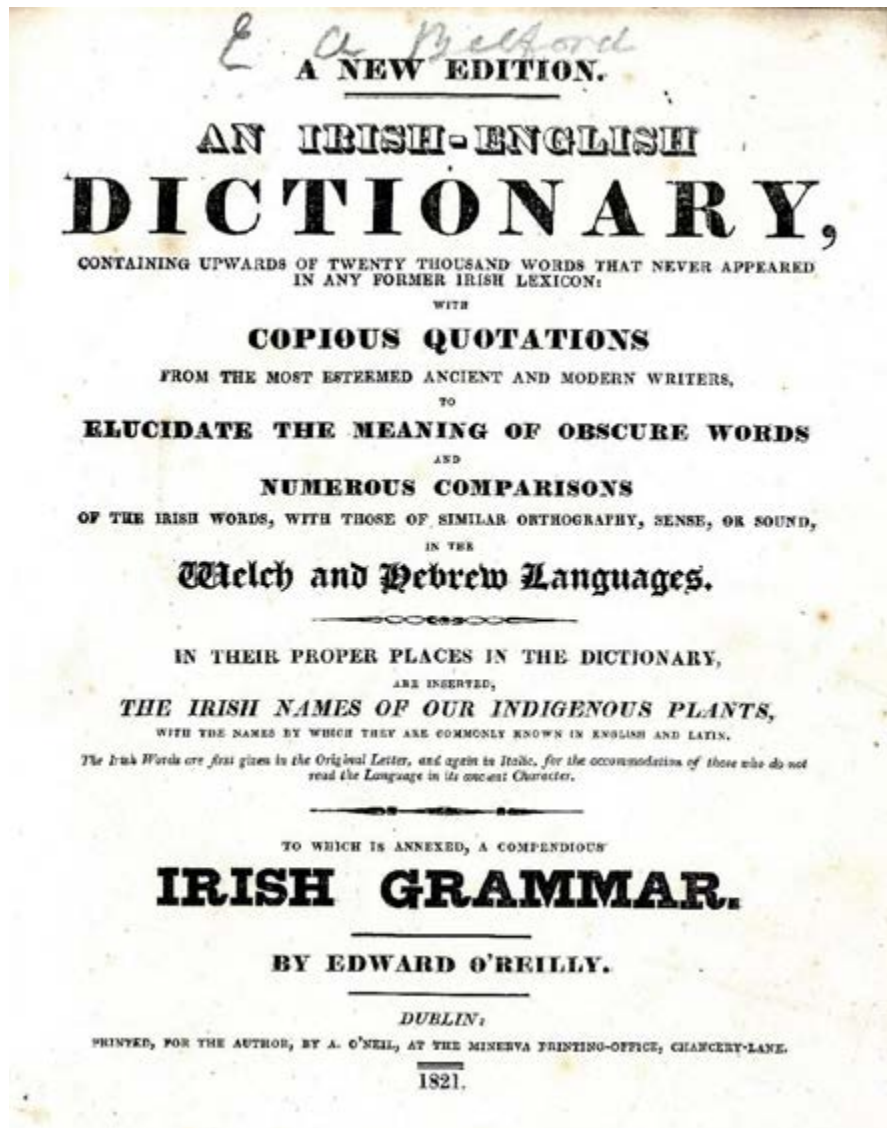 E A Belford
A NEW EDITION.
AN IRISH-ENGLISH
DICTIONARY,
CONTAINING UPWARDS OF TWENTY THOUSAND WORDS THAT NEVER APPEARED
IN ANY FORMER IRISH LEXICON:
WITH
COPIOUS QUOTATIONS
FROM THE MOST ESTEEMED ANCIENT AND MODERN WRITERS,
TO
ELUCIDATE THE MEANING OF OBSCURE WORDS
AND
NUMEROUS COMPARISONS
OF THE IRISH WORDS, WITH THOSE OF SIMILAR ORTHOGRAPHY, SENSE, OR SOUND,
IN THE
Welch and Hebrew Languages.
IN THEIR PROPER PLACES IN THE DICTIONARY,
ARE INSERTED,
THE IRISH NAMES OF OUR INDIGENOUS PLANTS,
WITH THE NAMES BY WHICH THEY ARE COMMONLY KNOWN IN ENGLISH AND LATIN.
The Irish Words are first given in the Original Letter, and again in Italic, for the accommodation of those who do not
read the Language in its ancient Character.
TO WHICH IS ANNEXED, A COMPENDIOUS
IRISH GRAMMAR.
BY EDWARD O'REILLY.
DUBLIN:
PRINTED, FOR THE AUTHOR, BY A. O'NEIL, AT THE MINERVA PRINTING-OFFICE, CHANCERY-LANE.
1821.